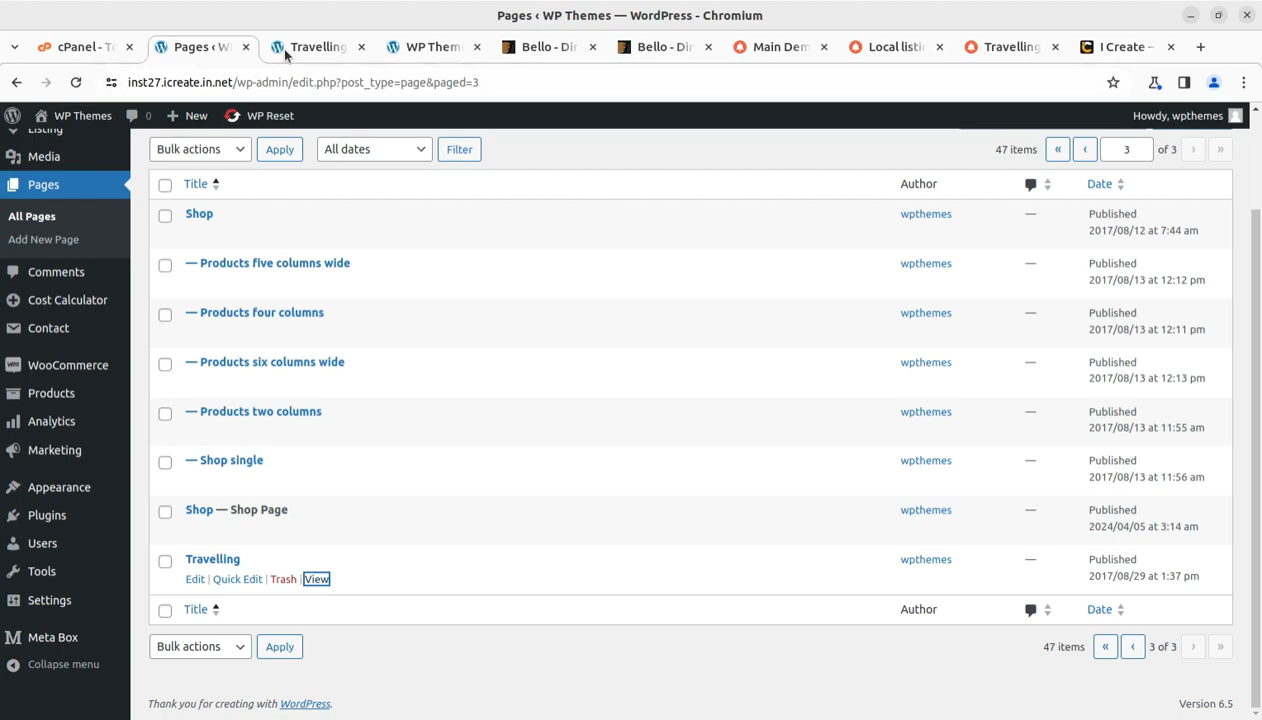 Pages ‹ WP Themes — WordPress - Chromium
cPanel - To
Pages ‹ W
Travelling
WP Them
Bello - Dir
Bello - Dir
Main Dem
Local listi
Travelling
I Create –
inst27.icreate.in.net/wp-admin/edit.php?post_type=page&paged=3
WP Themes
0
New
WP Reset
Howdy, wpthemes
Listing
Media
Pages
All Pages
Add New Page
Comments
Cost Calculator
Contact
WooCommerce
Products
Analytics
Marketing
Appearance
Plugins
Users
Tools
Settings
Meta Box
Collapse menu
Bulk actions
Apply
All dates
Filter
47 items « ‹ 3 of 3 › »
Title Author Date
Shop wpthemes — Published
2017/08/12 at 7:44 am
— Products five columns wide wpthemes — Published
2017/08/13 at 12:12 pm
— Products four columns wpthemes — Published
2017/08/13 at 12:11 pm
— Products six columns wide wpthemes — Published
2017/08/13 at 12:13 pm
— Products two columns wpthemes — Published
2017/08/13 at 11:55 am
— Shop single wpthemes — Published
2017/08/13 at 11:56 am
Shop — Shop Page wpthemes — Published
2024/04/05 at 3:14 am
Travelling wpthemes — Published
Edit | Quick Edit | Trash | View 2017/08/29 at 1:37 pm
Title Author Date
Bulk actions Apply 47 items « ‹ 3 of 3 › »
Thank you for creating with WordPress. Version 6.5